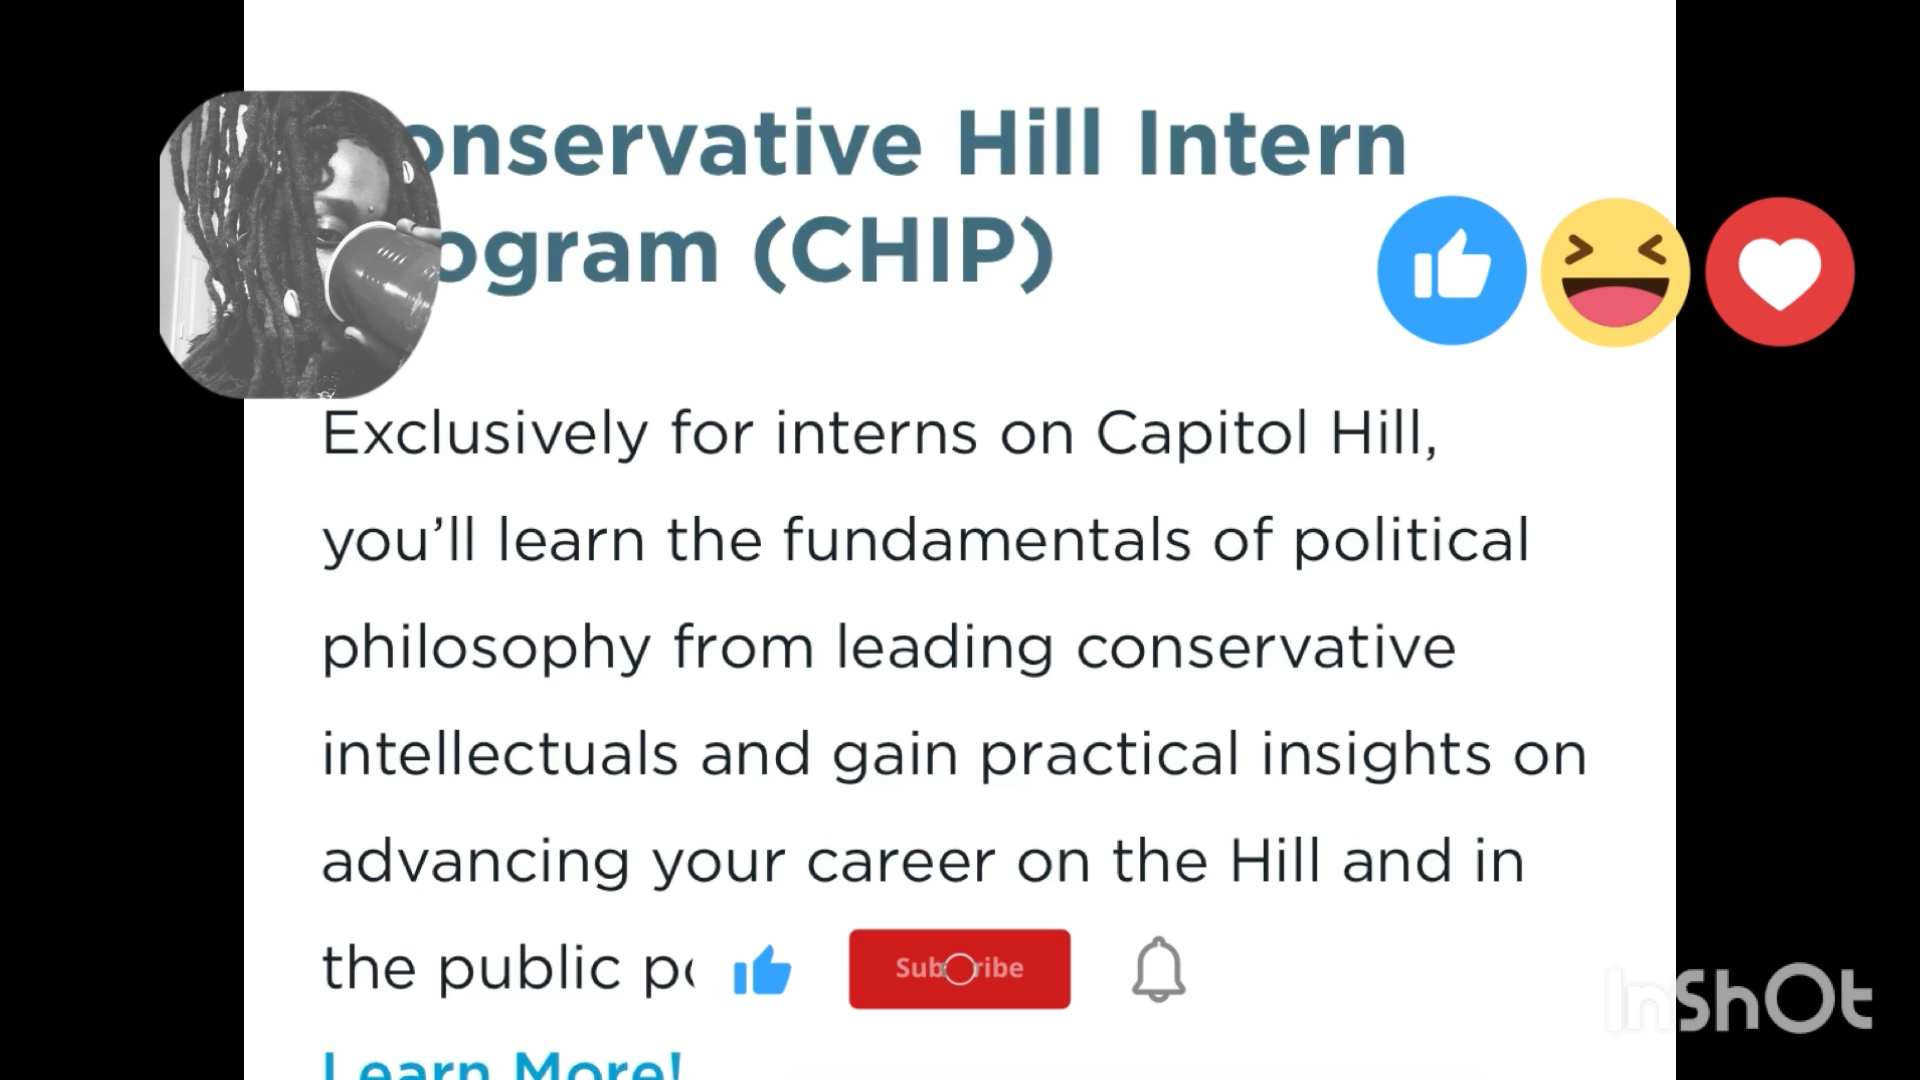 onservative Hill Intern
ogram (CHIP)
Exclusively for interns on Capitol Hill,
you’ll learn the fundamentals of political
philosophy from leading conservative
intellectuals and gain practical insights on
advancing your career on the Hill and in
the public
Subscribe
InShOt
Learn More!